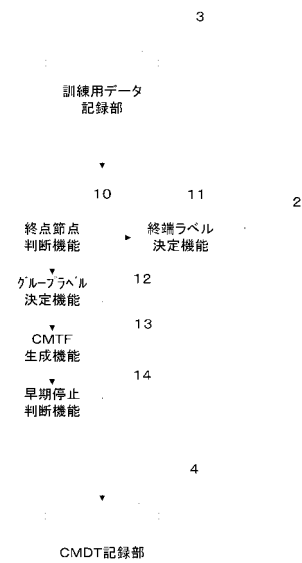 3
訓練用データ
記録部
10
11
2
終点節点
判断機能
終端ラベル
決定機能
グループラベル
決定機能
12
13
CMTF
生成機能
14
早期停止
判断機能
4
CMDT記録部